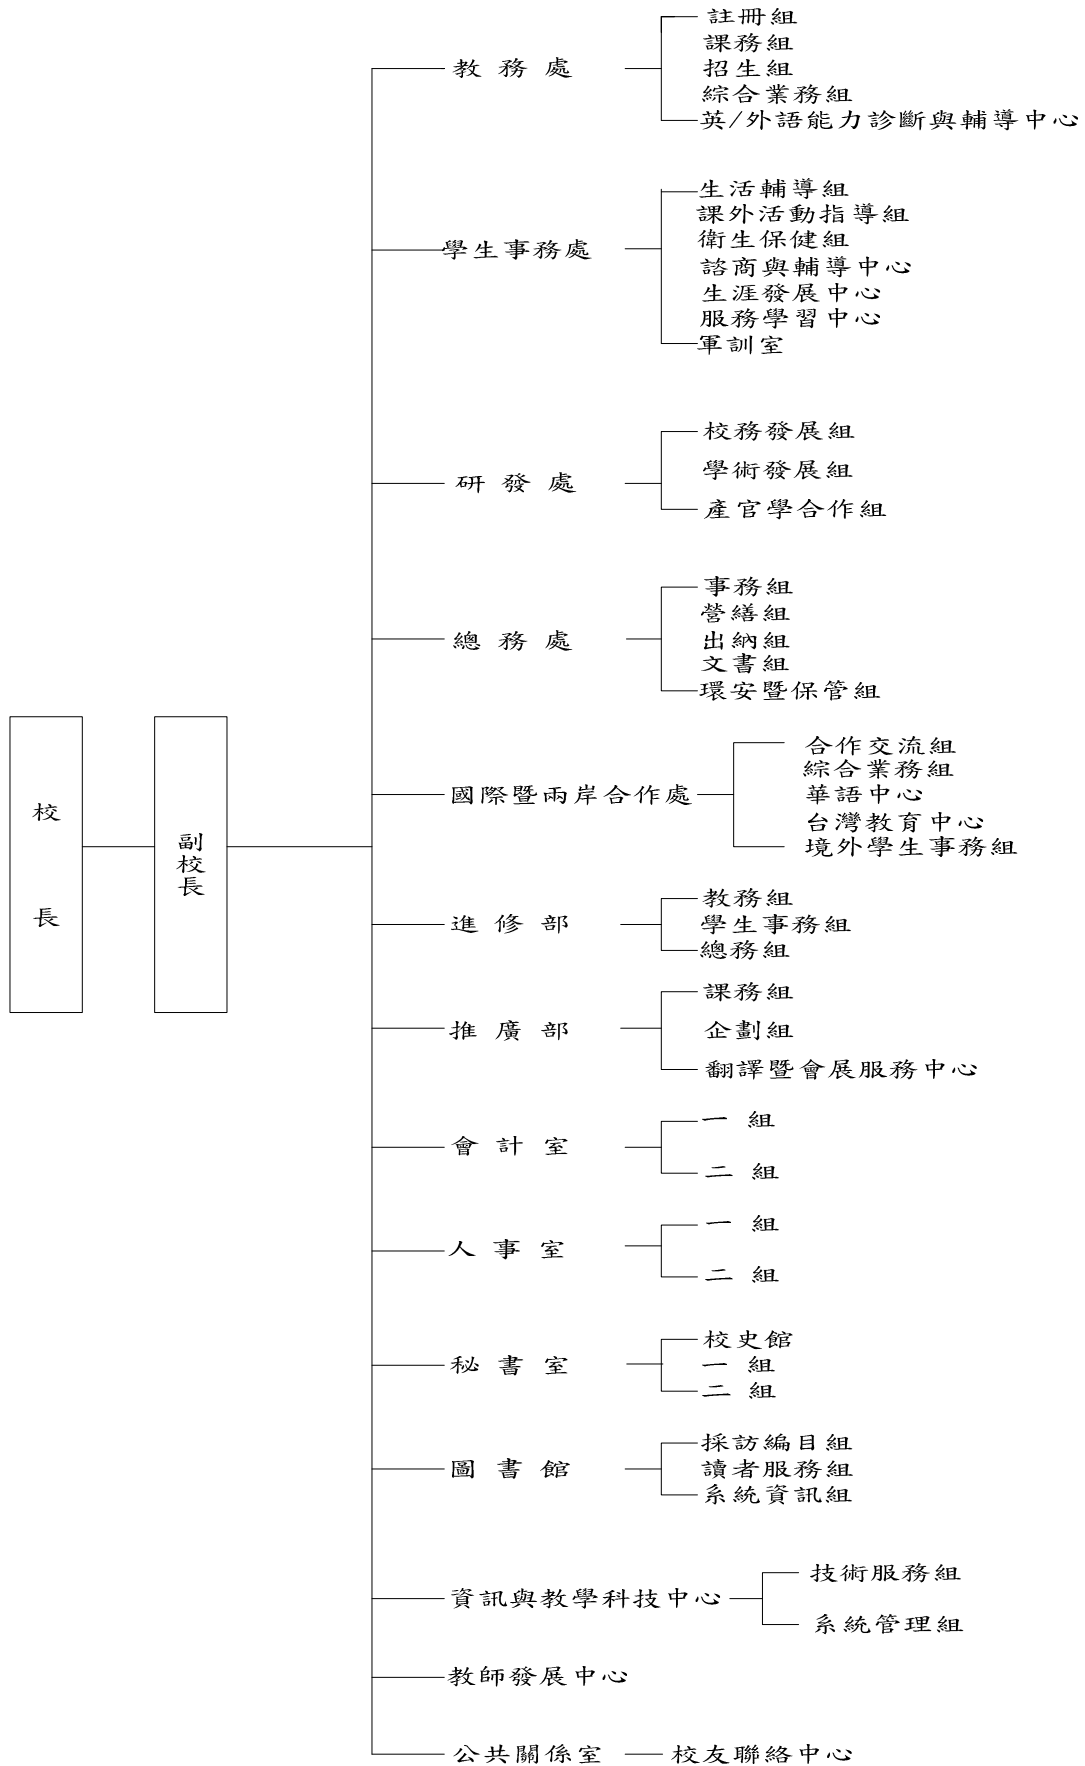 校長
副校長
教務處
註冊組
課務組
招生組
綜合業務組
英/外語能力診斷與輔導中心
學生事務處
生活輔導組
課外活動指導組
衛生保健組
諮商與輔導中心
生涯發展中心
服務學習中心
軍訓室
研發處
校務發展組
學術發展組
產官學合作組
總務處
事務組
營繕組
出納組
文書組
環安暨保管組
國際暨兩岸合作處
合作交流組
綜合業務組
華語中心
台灣教育中心
境外學生事務組
進修部
教務組
學生事務組
總務組
推廣部
課務組
企劃組
翻譯暨會展服務中心
會計室
一組
二組
人事室
一組
二組
秘書室
校史館
一組
二組
圖書館
採訪編目組
讀者服務組
系統資訊組
資訊與教學科技中心
技術服務組
系統管理組
教師發展中心
公共關係室
校友聯絡中心